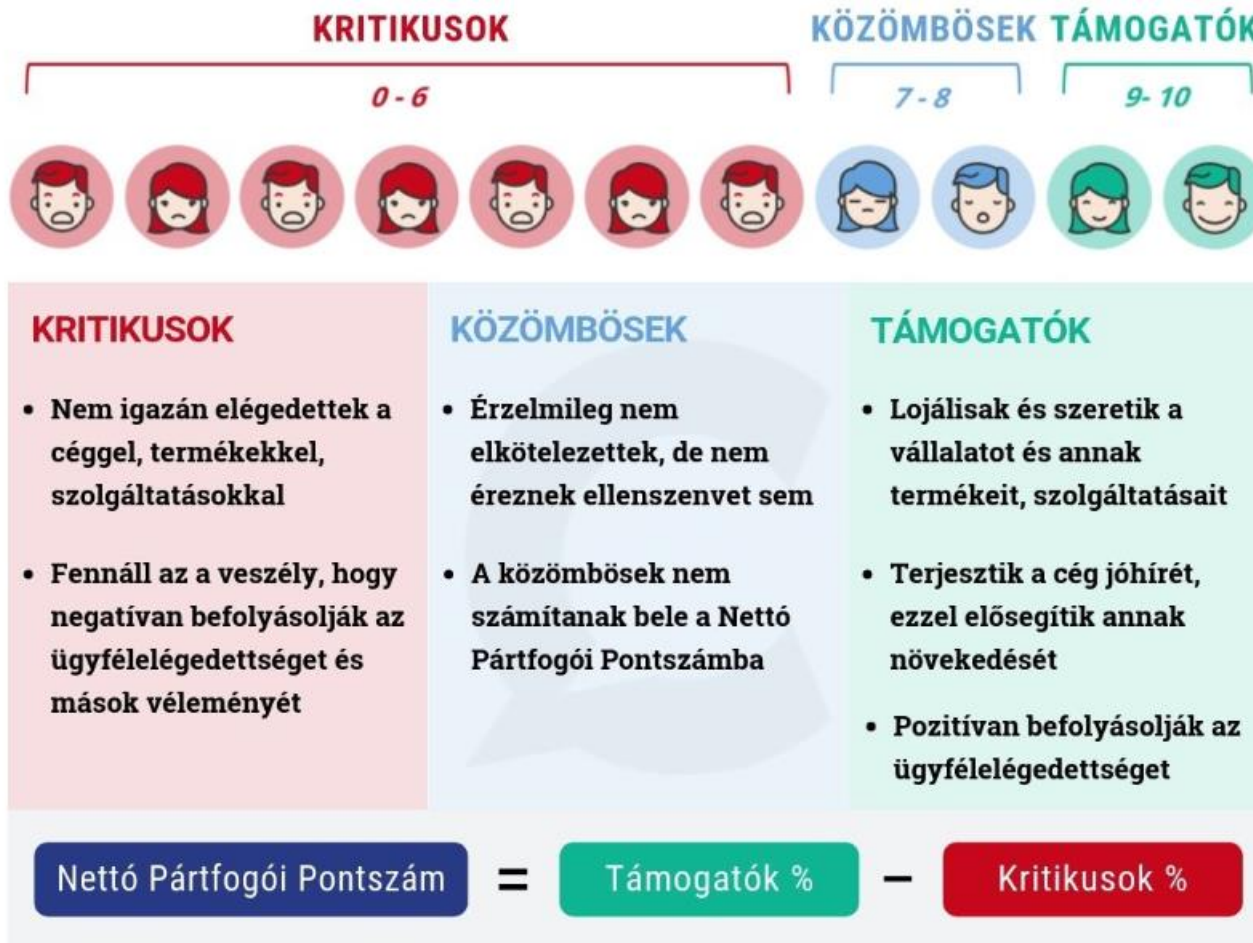 KRITIKUSOK
KÖZÖMBÖSEK
TÁMOGATÓK
0 - 6
7 - 8
9- 10
KRITIKUSOK
• Nem igazán elégedettek a
céggel, termékekkel,
szolgáltatásokkal
• Fennáll az a veszély, hogy
negatívan befolyásolják az
ügyfélelégedettséget és
mások véleményét
KÖZÖMBÖSEK
• Érzelmileg nem
elkötelezettek, de nem
éreznek ellenszenvet sem
• A közömbösek nem
számítanak bele a Nettó
Pártfogói Pontszámba
TÁMOGATÓK
• Lojálisak és szeretik a
vállalatot és annak
termékeit, szolgáltatásait
• Terjesztik a cég jóhírét,
ezzel elősegítik annak
növekedését
• Pozitívan befolyásolják az
ügyfélelégedettséget
Nettó Pártfogói Pontszám = Támogatók % – Kritikusok %